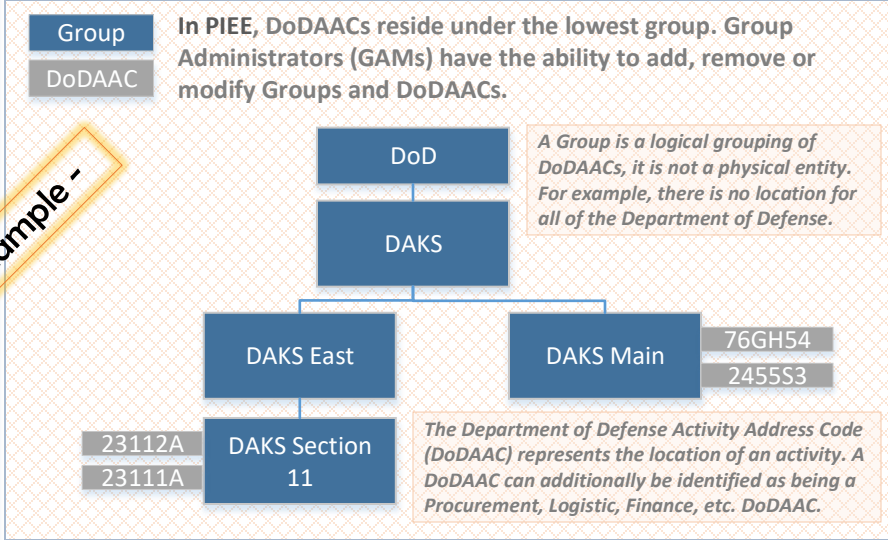 Group
DoDAAC
In PIEE, DoDAACs reside under the lowest group. Group
Administrators (GAMs) have the ability to add, remove or
modify Groups and DoDAACs.
ample -
DoD
A Group is a logical grouping of
DoDAACs, it is not a physical entity.
For example, there is no location for
all of the Department of Defense.
DAKS
DAKS East
DAKS Main
76GH54
2455S3
23112A
23111A
DAKS Section
11
The Department of Defense Activity Address Code
(DoDAAC) represents the location of an activity. A
DoDAAC can additionally be identified as being a
Procurement, Logistic, Finance, etc. DoDAAC.